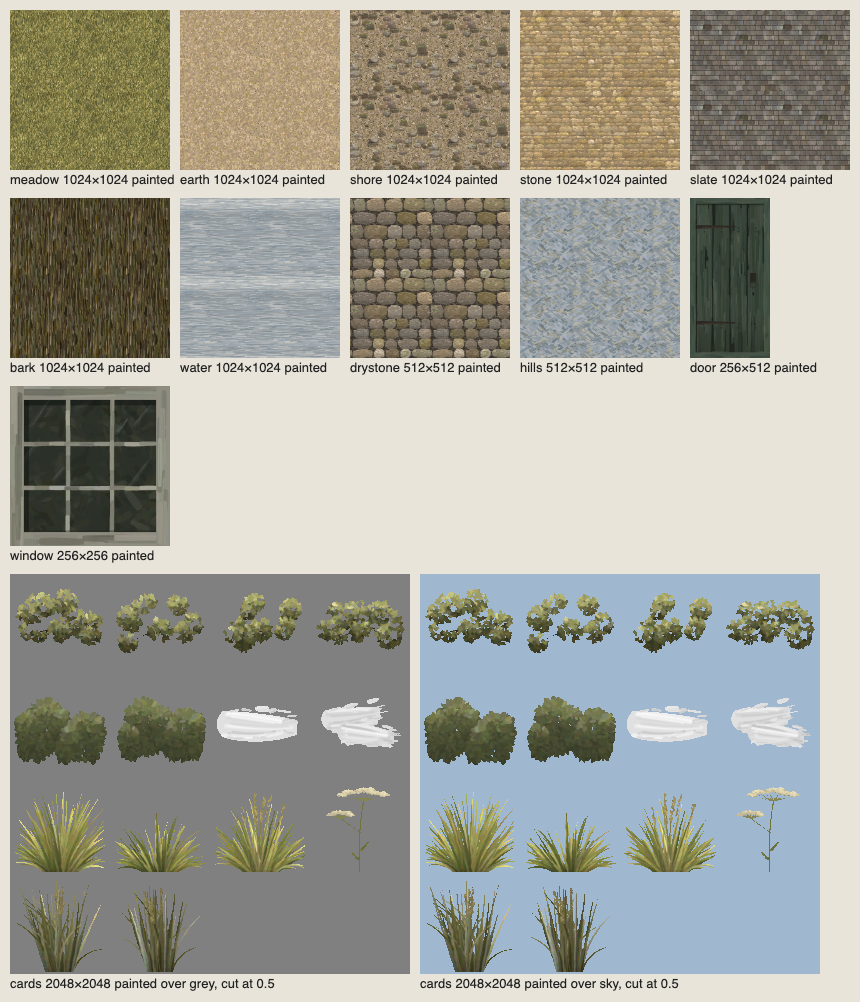 meadow 1024×1024 painted
earth 1024×1024 painted
shore 1024×1024 painted
stone 1024×1024 painted
slate 1024×1024 painted
bark 1024×1024 painted
water 1024×1024 painted
drystone 512×512 painted
hills 512×512 painted
door 256×512 painted
window 256×256 painted
cards 2048×2048 painted over grey, cut at 0.5
cards 2048×2048 painted over sky, cut at 0.5